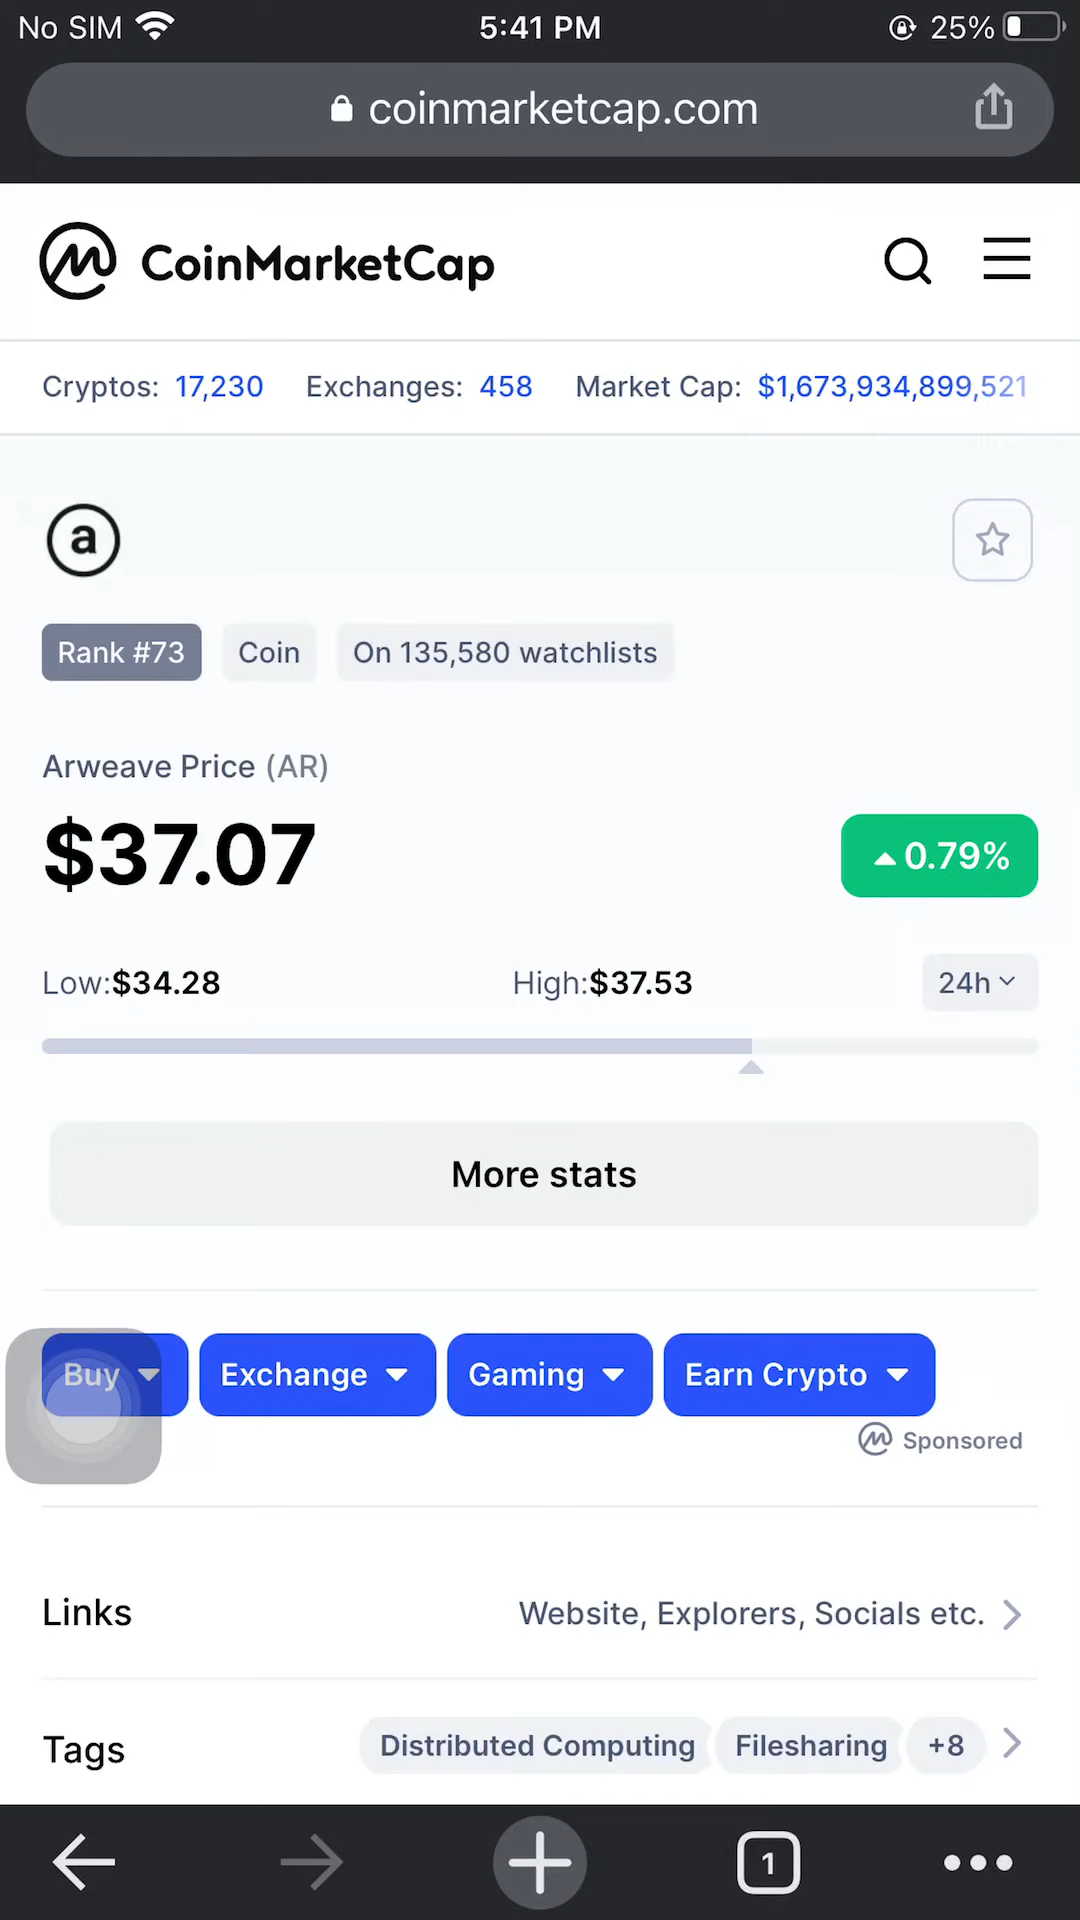 No SIM 5:41 PM 25%
coinmarketcap.com
CoinMarketCap
Cryptos: 17,230 Exchanges: 458 Market Cap: $1,673,934,899,521
a
Rank #73 Coin On 135,580 watchlists
Arweave Price (AR)
$37.07 0.79%
Low:$34.28 High:$37.53 24h
More stats
Buy Exchange Gaming Earn Crypto
Sponsored
Links Website, Explorers, Socials etc.
Tags Distributed Computing Filesharing +8
1